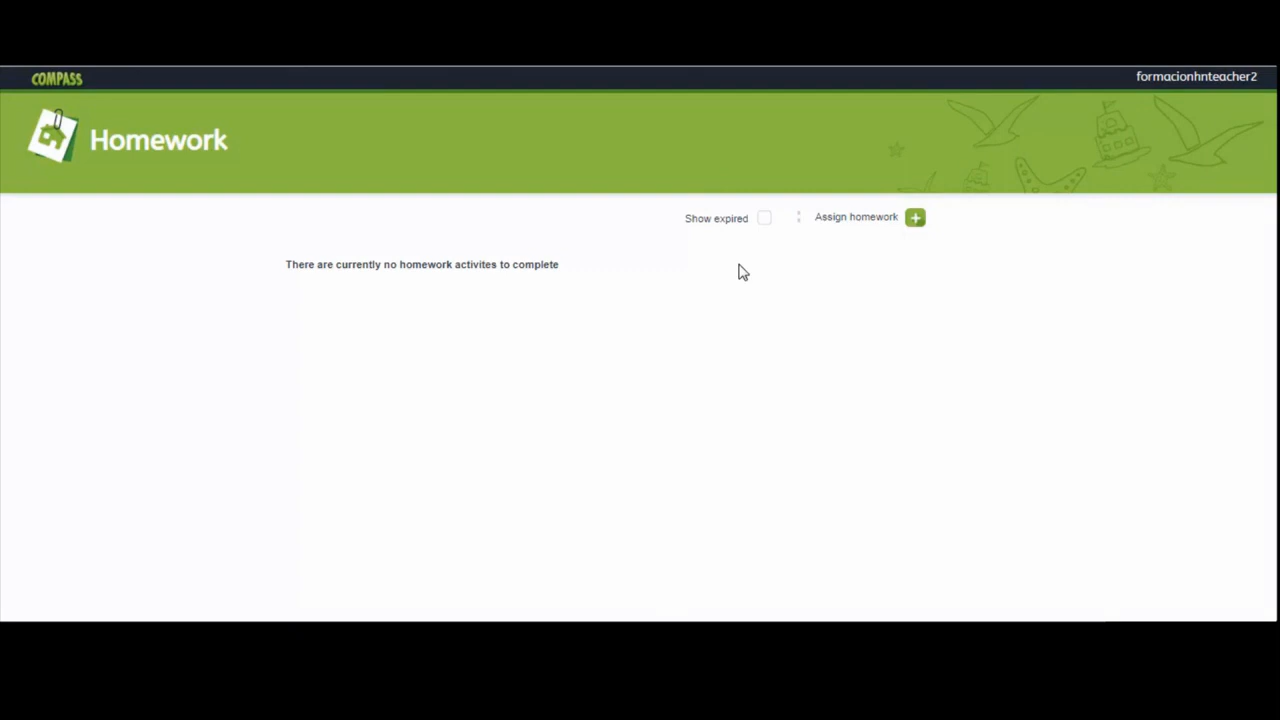 COMPASS
formacionhnteacher2
Homework
Show expired
Assign homework
There are currently no homework activites to complete